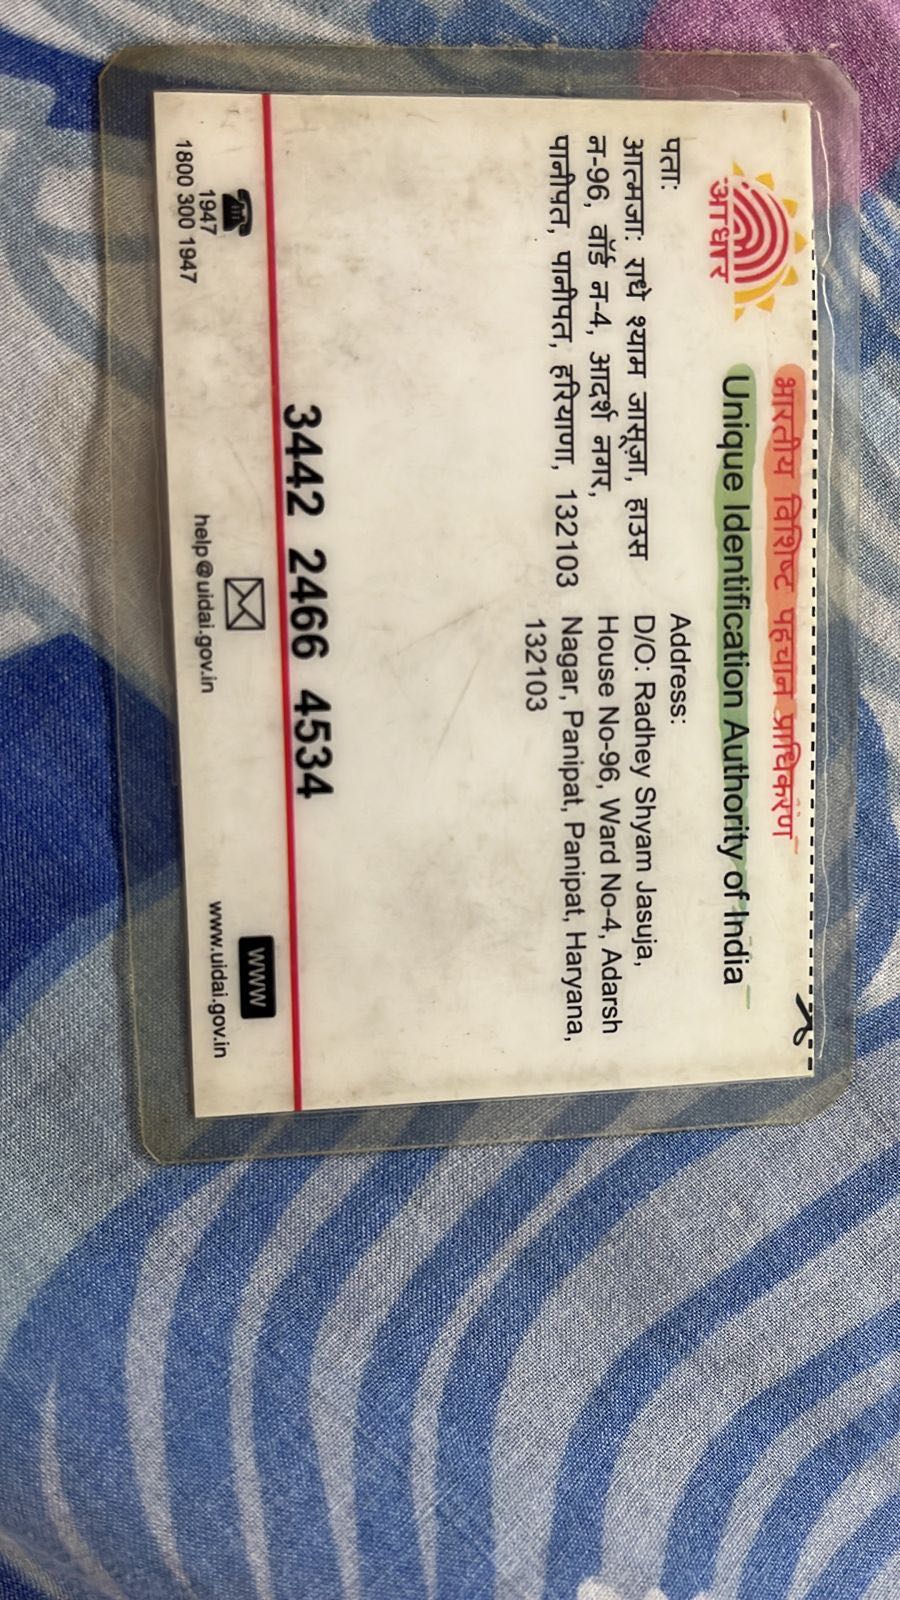 आधार
भारतीय विशिष्ट पहचान प्राधिकरण
Unique Identification Authority of India
पता:
आत्मजा: राधे श्याम जासूजा, हाउस
न-96, वॉर्ड न-4, आदर्श नगर,
पानीपत, पानीपत, हरियाणा, 132103
Address:
D/O: Radhey Shyam Jasuja,
House No-96, Ward No-4, Adarsh
Nagar, Panipat, Panipat, Haryana,
132103
3442 2466 4534
1947
1800 300 1947
help@uidai.gov.in
www
www.uidai.gov.in